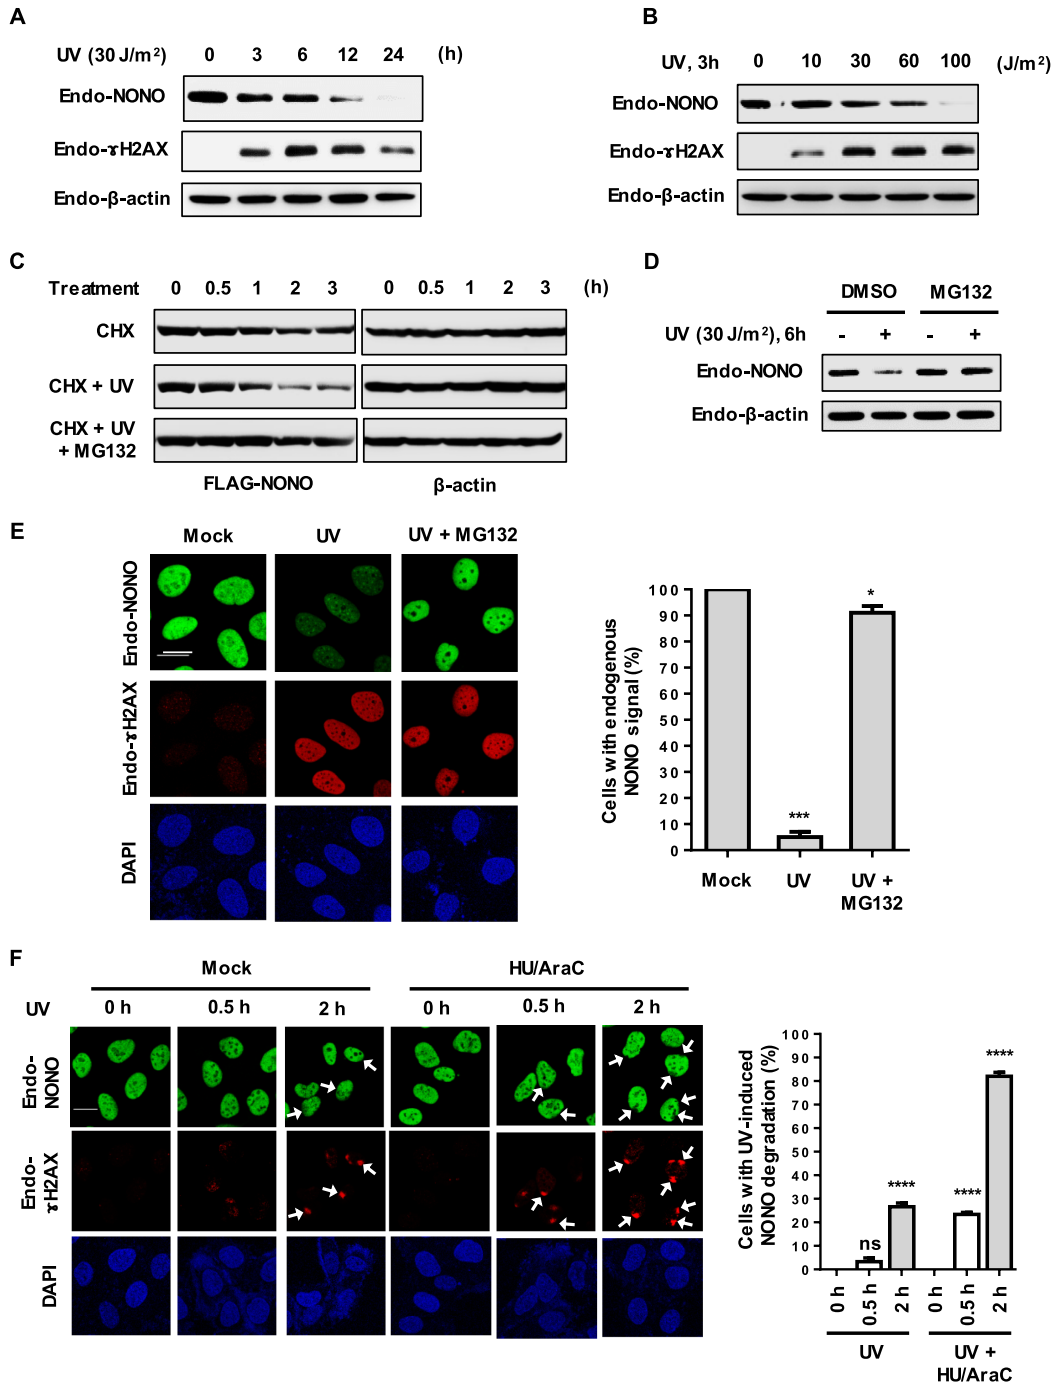 A
UV (30 J/m²) 0 3 6 12 24 (h)
Endo-NONO
Endo-ɤH2AX
Endo-β-actin
B
UV, 3h 0 10 30 60 100 (J/m²)
Endo-NONO
Endo-ɤH2AX
Endo-β-actin
C
Treatment 0 0.5 1 2 3 0 0.5 1 2 3 (h)
CHX
CHX + UV
CHX + UV
+ MG132
FLAG-NONO β-actin
D
DMSO MG132
UV (30 J/m²), 6h - + - +
Endo-NONO
Endo-β-actin
E
Mock UV UV + MG132
Endo-NONO
Endo-ɤH2AX
DAPI
Cells with endogenous
NONO signal (%)
100
90
80
70
60
50
40
30
20
10
0
***
*
Mock UV UV +
MG132
F
Mock HU/AraC
UV 0 h 0.5 h 2 h 0 h 0.5 h 2 h
Endo-
NONO
Endo-
ɤH2AX
DAPI
Cells with UV-induced
NONO degradation (%)
100
90
80
70
60
50
40
30
20
10
0
ns
****
****
****
0 h 0.5 h 2 h 0 h 0.5 h 2 h
UV UV +
HU/AraC